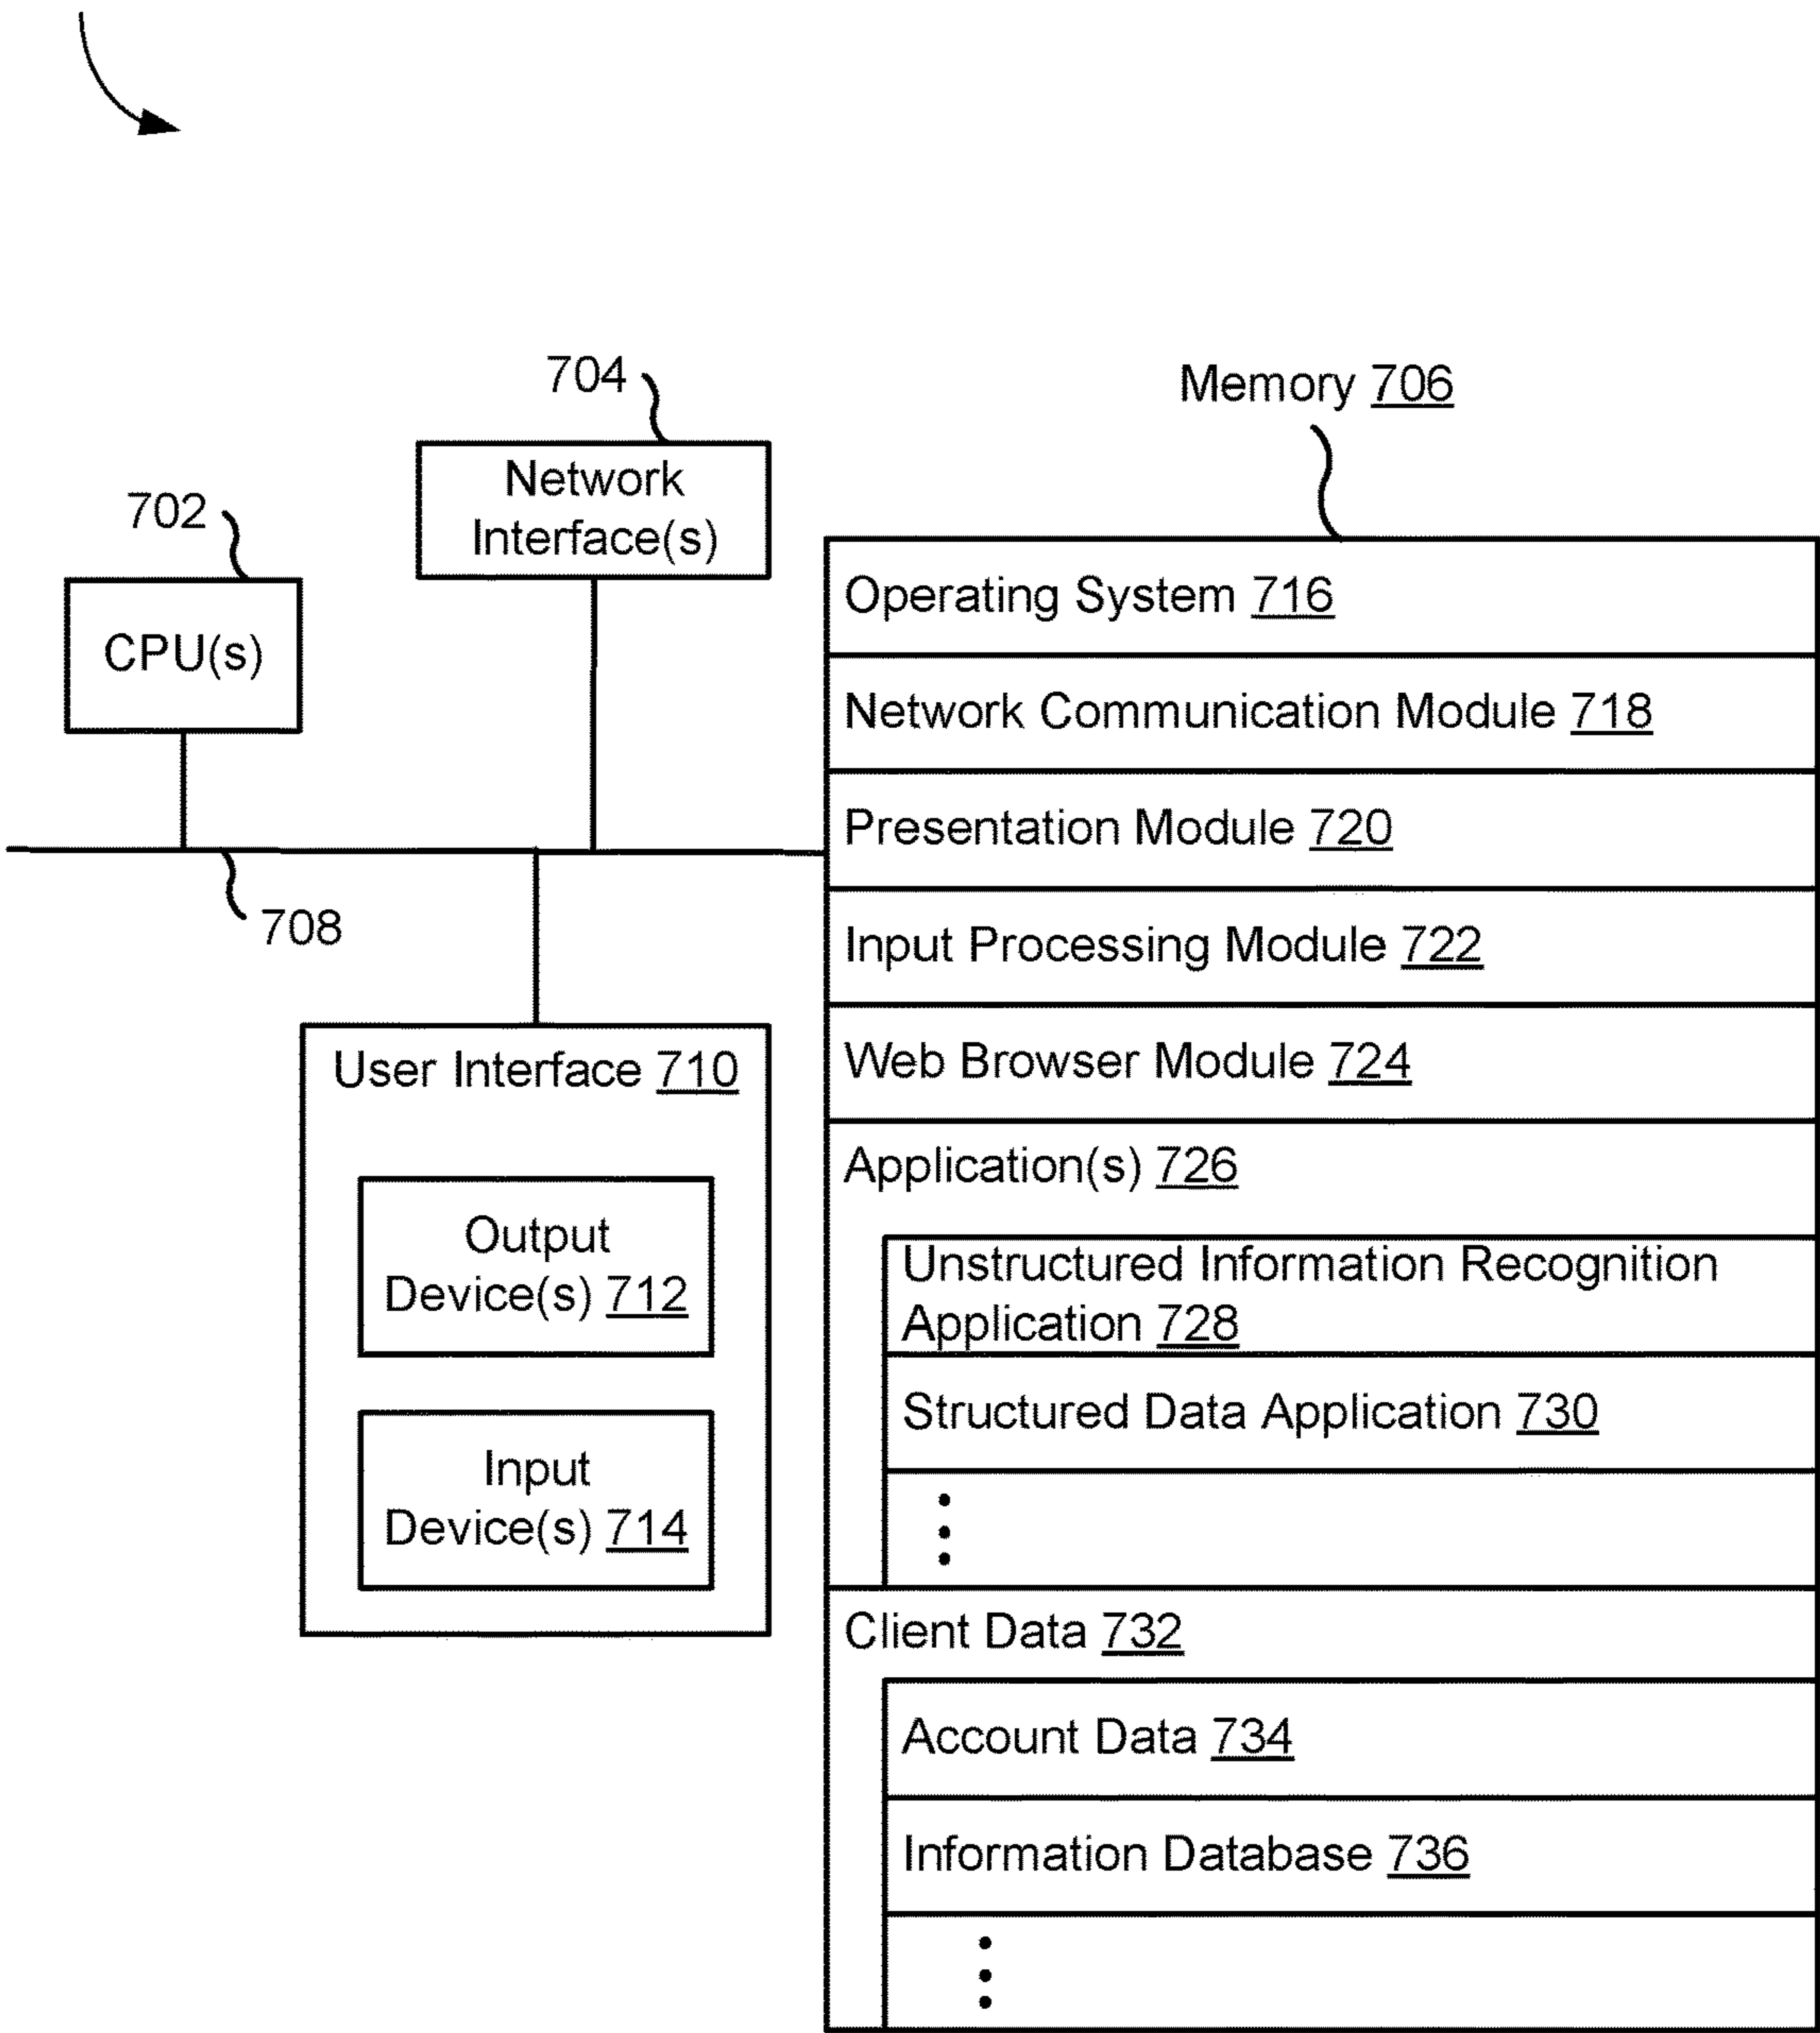 704
Network
Interface(s)
702
CPU(s)
708
User Interface 710
Output
Device(s) 712
Input
Device(s) 714
Memory 706
Operating System 716
Network Communication Module 718
Presentation Module 720
Input Processing Module 722
Web Browser Module 724
Application(s) 726
Unstructured Information Recognition
Application 728
Structured Data Application 730
Client Data 732
Account Data 734
Information Database 736